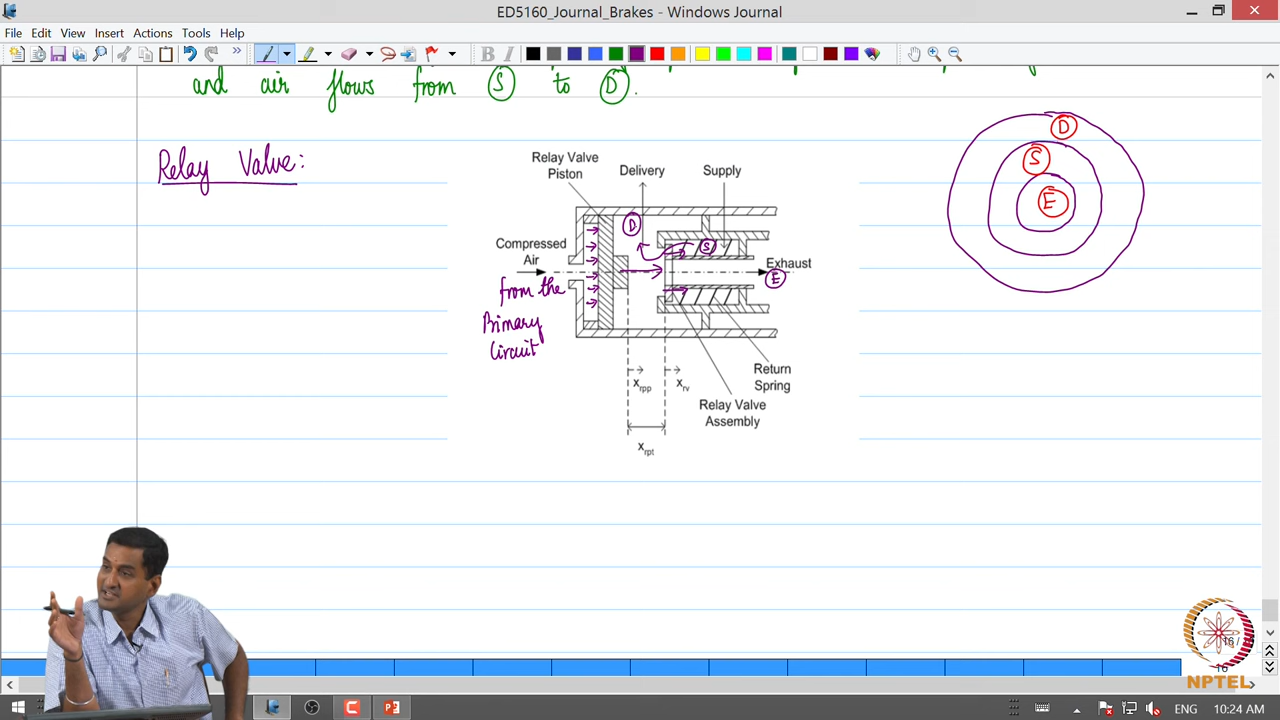 ED5160_Journal_Brakes - Windows Journal
File Edit View Insert Actions Tools Help
and air flows from S to D.
Relay Valve:
Relay Valve
Piston
Delivery
Supply
Compressed
Air
from the
Primary
Circuit
D
S
Exhaust
E
x_rpp
x_rv
x_rpt
Return
Spring
Relay Valve
Assembly
D
S
E
16 /
16
NPTEL
ENG 10:24 AM